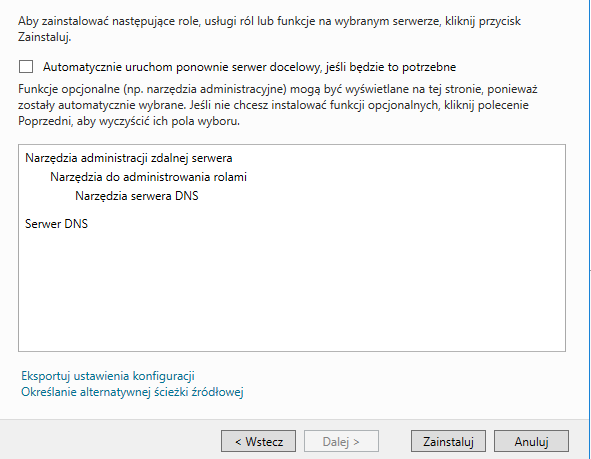 Aby zainstalować następujące role, usługi ról lub funkcje na wybranym serwerze, kliknij przycisk
Zainstaluj.
Automatycznie uruchom ponownie serwer docelowy, jeśli będzie to potrzebne
Funkcje opcjonalne (np. narzędzia administracyjne) mogą być wyświetlane na tej stronie, ponieważ
zostały automatycznie wybrane. Jeśli nie chcesz instalować funkcji opcjonalnych, kliknij polecenie
Poprzedni, aby wyczyścić ich pola wyboru.
Narzędzia administracji zdalnej serwera
Narzędzia do administrowania rolami
Narzędzia serwera DNS
Serwer DNS
Eksportuj ustawienia konfiguracji
Określanie alternatywnej ścieżki źródłowej
< Wstecz Dalej > Zainstaluj Anuluj